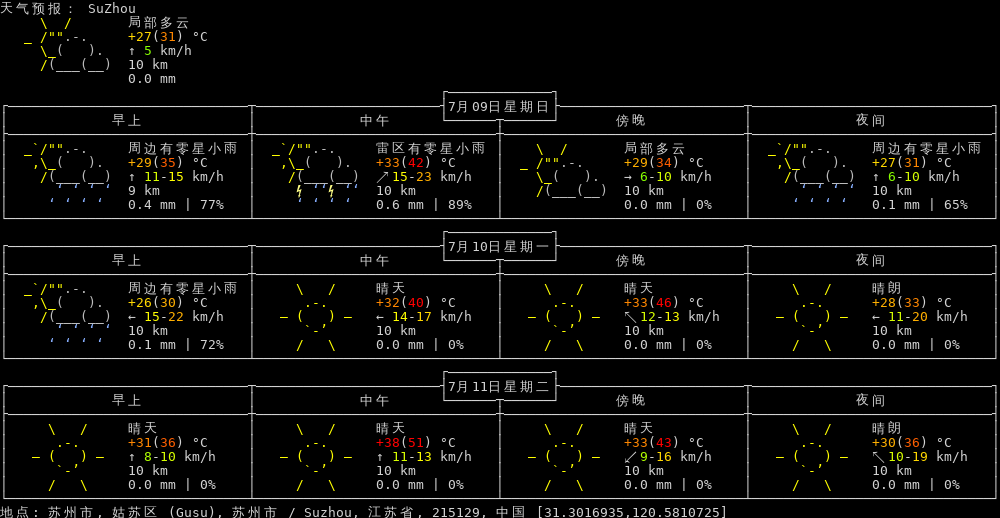 天气预报: SuZhou
局部多云
+27(31) °C
↑ 5 km/h
10 km
0.0 mm
7月09日星期日
早上 中午 傍晚 夜间
周边有零星小雨 雷区有零星小雨 局部多云 周边有零星小雨
+29(35) °C +33(42) °C +29(34) °C +27(31) °C
↑ 11-15 km/h ↗ 15-23 km/h → 6-10 km/h ↑ 6-10 km/h
9 km 10 km 10 km 10 km
0.4 mm | 77% 0.6 mm | 89% 0.0 mm | 0% 0.1 mm | 65%
7月10日星期一
早上 中午 傍晚 夜间
周边有零星小雨 晴天 晴天 晴朗
+26(30) °C +32(40) °C +33(46) °C +28(33) °C
← 15-22 km/h ← 14-17 km/h ↖ 12-13 km/h ← 11-20 km/h
10 km 10 km 10 km 10 km
0.1 mm | 72% 0.0 mm | 0% 0.0 mm | 0% 0.0 mm | 0%
7月11日星期二
早上 中午 傍晚 夜间
晴天 晴天 晴天 晴朗
+31(36) °C +38(51) °C +33(43) °C +30(36) °C
↑ 8-10 km/h ↑ 11-13 km/h ↙ 9-16 km/h ↖ 10-19 km/h
10 km 10 km 10 km 10 km
0.0 mm | 0% 0.0 mm | 0% 0.0 mm | 0% 0.0 mm | 0%
地点: 苏州市, 姑苏区 (Gusu), 苏州市 / Suzhou, 江苏省, 215129, 中国 [31.3016935,120.5810725]